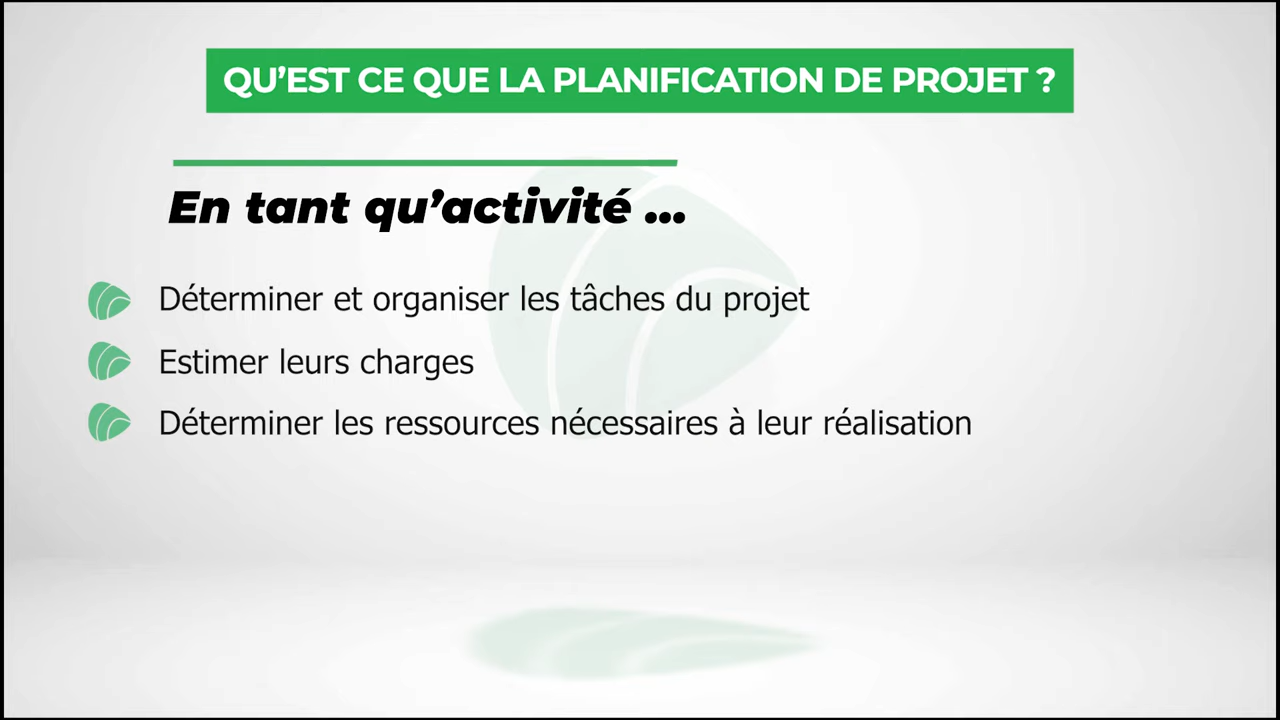 QU’EST CE QUE LA PLANIFICATION DE PROJET ?
En tant qu’activité ...
Déterminer et organiser les tâches du projet
Estimer leurs charges
Déterminer les ressources nécessaires à leur réalisation